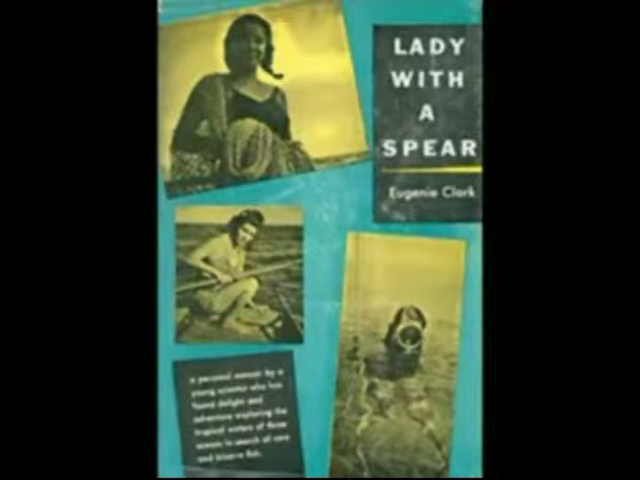 LADY
WITH
A
SPEAR
Eugenie Clark
a personal memoir by a
young scientist who has
found delight and
adventure exploring the
tropical waters of three
oceans in search of rare
and bizarre fish.